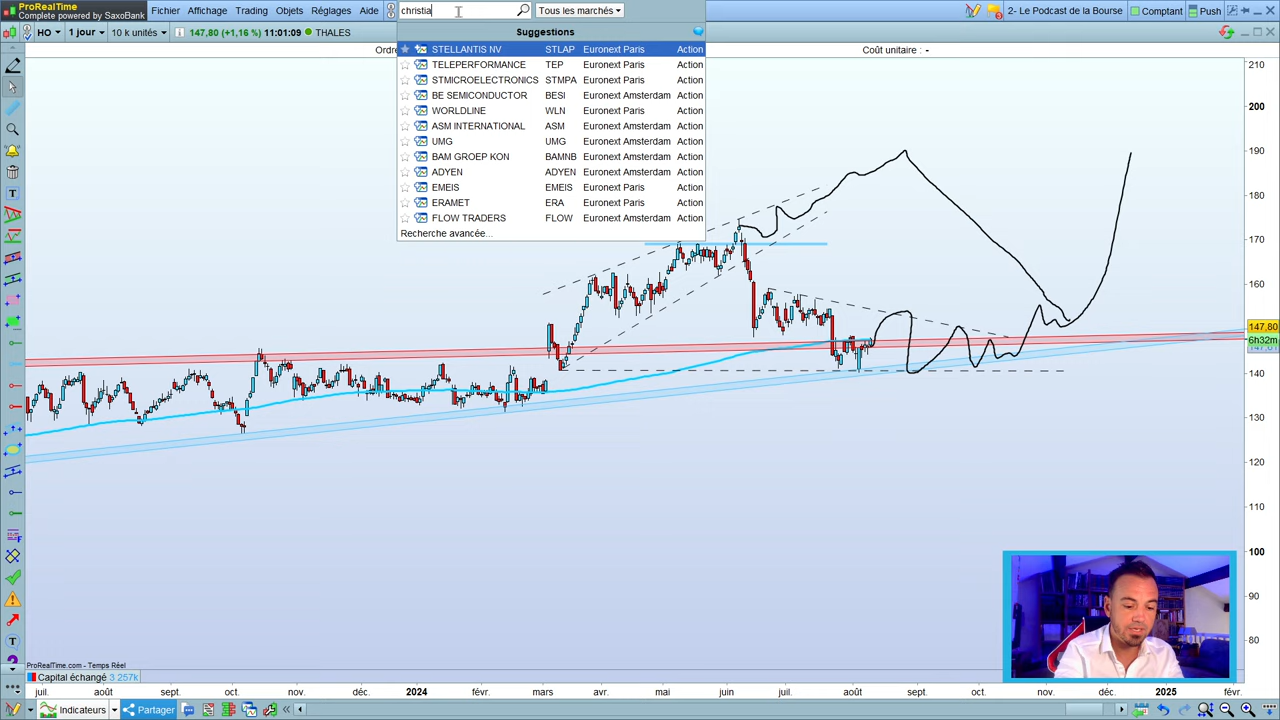 ProRealTime
Complete powered by SaxoBank
Fichier Affichage Trading Objets Réglages Aide
christia
Tous les marchés
2- Le Podcast de la Bourse Comptant Push
HO 1 jour 10 k unités 147,80 (+1,16 %) 11:01:09 THALES
Suggestions
Ordre
Coût unitaire : -
STELLANTIS NV STLAP Euronext Paris Action
TELEPERFORMANCE TEP Euronext Paris Action
STMICROELECTRONICS STMPA Euronext Paris Action
BE SEMICONDUCTOR BESI Euronext Amsterdam Action
WORLDLINE WLN Euronext Paris Action
ASM INTERNATIONAL ASM Euronext Amsterdam Action
UMG UMG Euronext Amsterdam Action
BAM GROEP KON BAMNB Euronext Amsterdam Action
ADYEN ADYEN Euronext Amsterdam Action
EMEIS EMEIS Euronext Paris Action
ERAMET ERA Euronext Paris Action
FLOW TRADERS FLOW Euronext Amsterdam Action
Recherche avancée...
210
200
190
180
170
160
147,80
6h32m
140
130
120
110
100
90
80
ProRealTime.com - Temps Réel
Capital échangé 3 257k
juil. août sept. oct. nov. déc. 2024 févr. mars avr. mai juin juil. août sept. oct. nov. déc. 2025 févr.
Indicateurs Partager